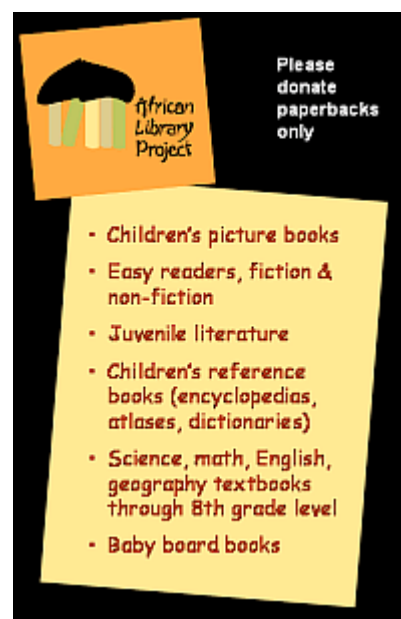 African
Library
Project
Please
donate
paperbacks
only
· Children's picture books
· Easy readers, fiction &
non-fiction
· Juvenile literature
· Children's reference
books (encyclopedias,
atlases, dictionaries)
· Science, math, English,
geography textbooks
through 8th grade level
· Baby board books